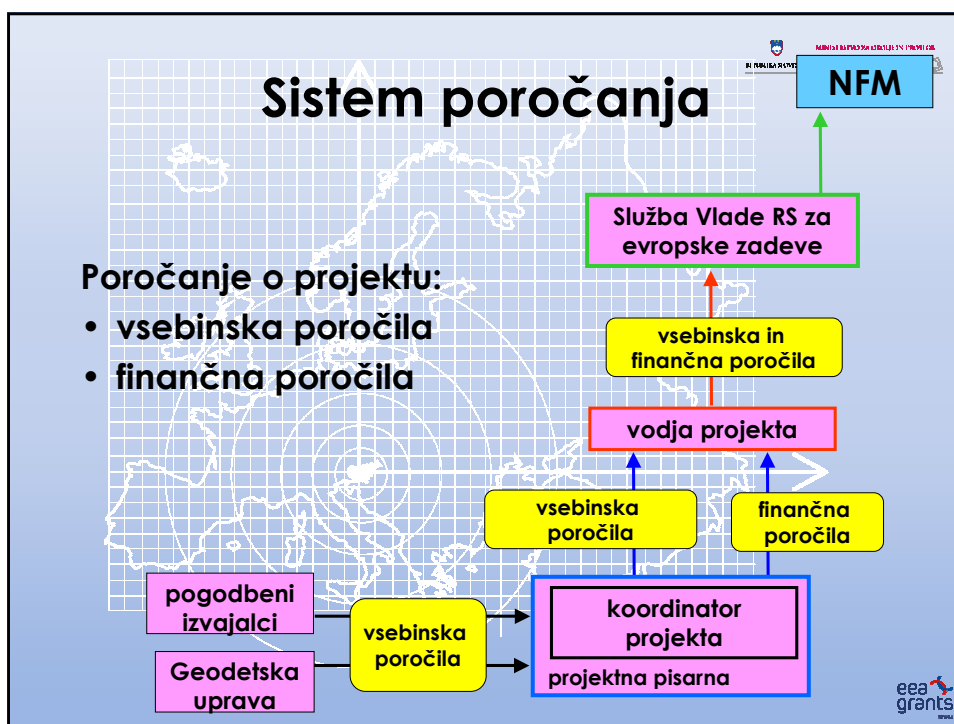 Sistem poročanja
NFM
Služba Vlade RS za
evropske zadeve
Poročanje o projektu:
• vsebinska poročila
• finančna poročila
vsebinska in
finančna poročila
vodja projekta
vsebinska
poročila
finančna
poročila
pogodbeni
izvajalci
vsebinska
poročila
koordinator
projekta
Geodetska
uprava
projektna pisarna
eea
grants